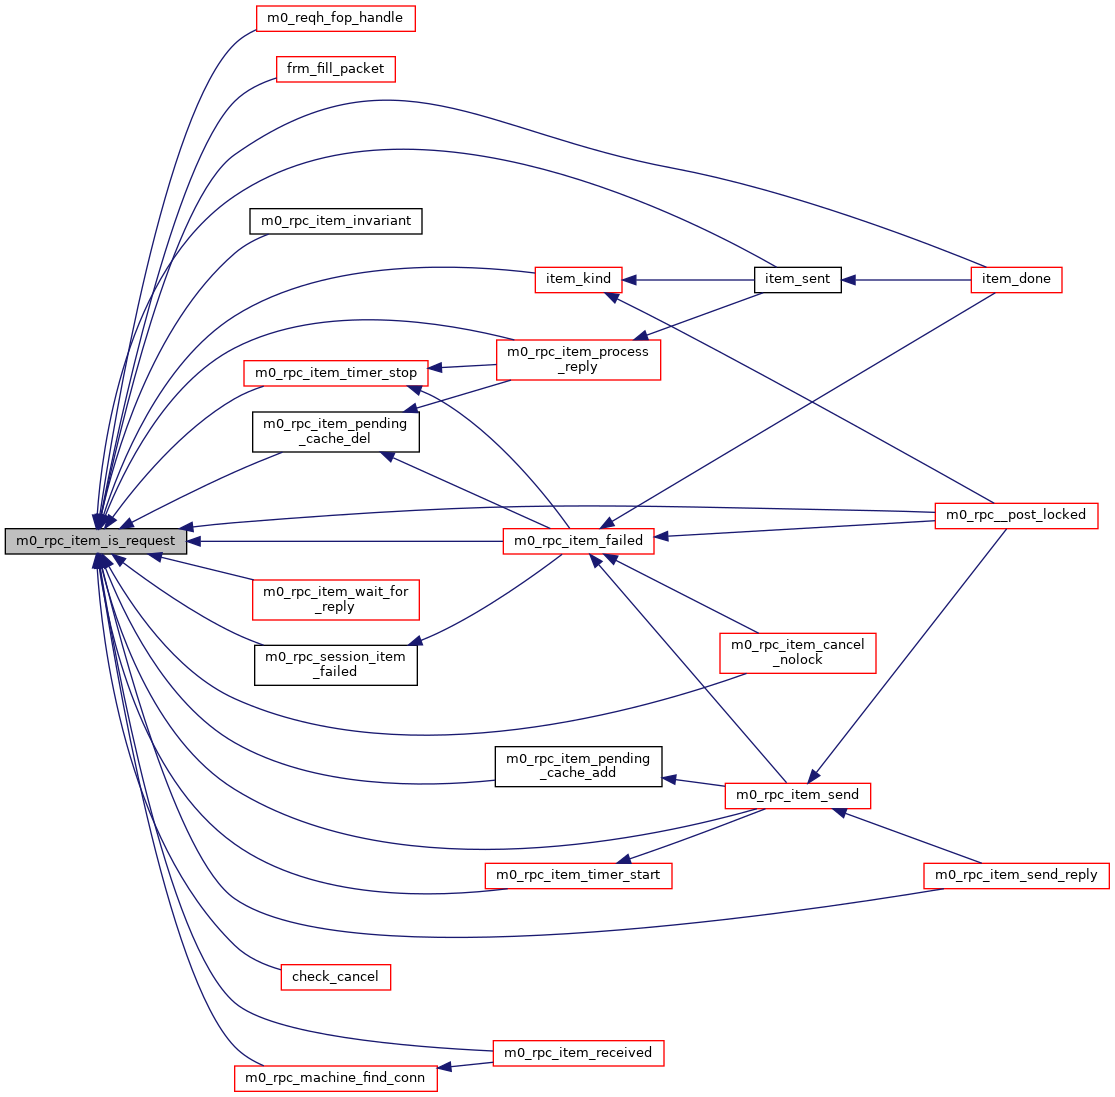 m0_reqh_fop_handle
frm_fill_packet
m0_rpc_item_invariant
item_kind
item_sent
item_done
m0_rpc_item_process
_reply
m0_rpc_item_timer_stop
m0_rpc_item_pending
_cache_del
m0_rpc__post_locked
m0_rpc_item_is_request
m0_rpc_item_failed
m0_rpc_item_wait_for
_reply
m0_rpc_session_item
_failed
m0_rpc_item_cancel
_nolock
m0_rpc_item_pending
_cache_add
m0_rpc_item_send
m0_rpc_item_timer_start
m0_rpc_item_send_reply
check_cancel
m0_rpc_item_received
m0_rpc_machine_find_conn